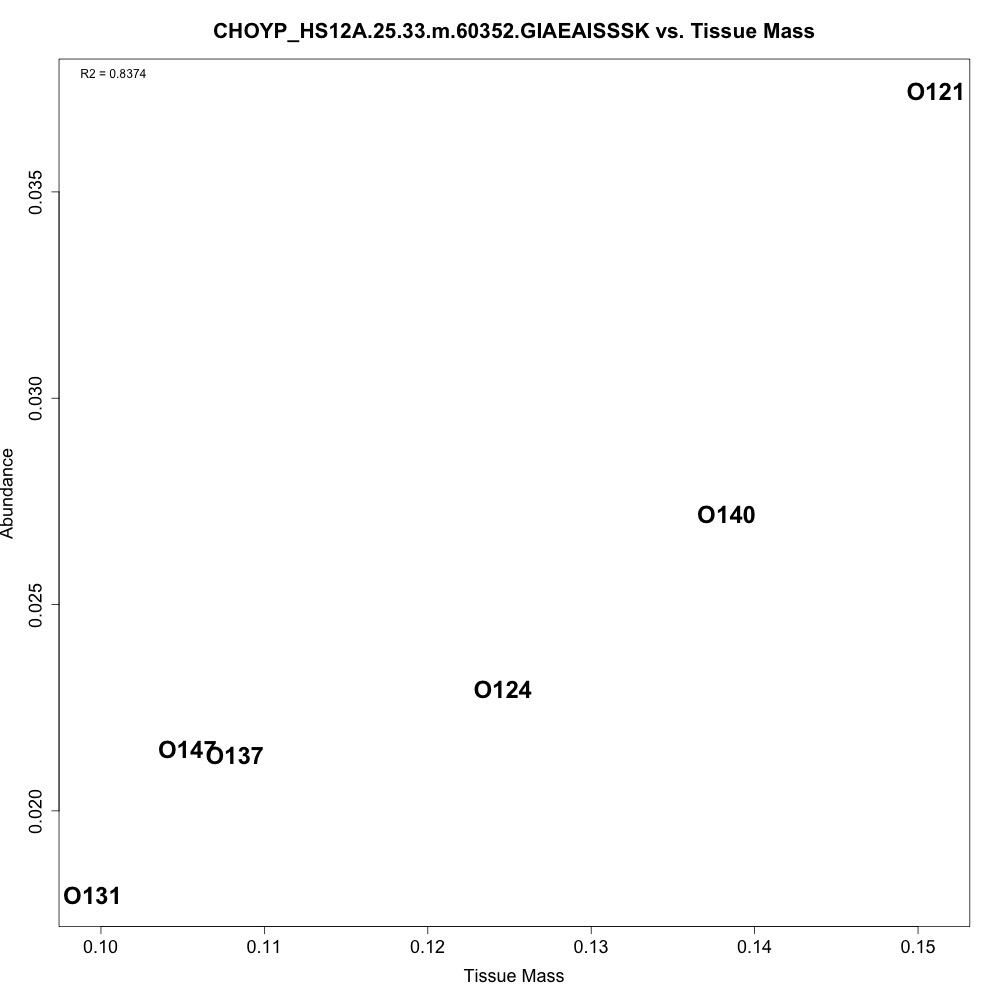 CHOYP_HS12A.25.33.m.60352.GIAEAISSSK vs. Tissue Mass
R2 = 0.8374
O121
0.035
0.030
Abundance
O140
0.025
O124
O147
O137
0.020
O131
0.10 0.11 0.12 0.13 0.14 0.15
Tissue Mass